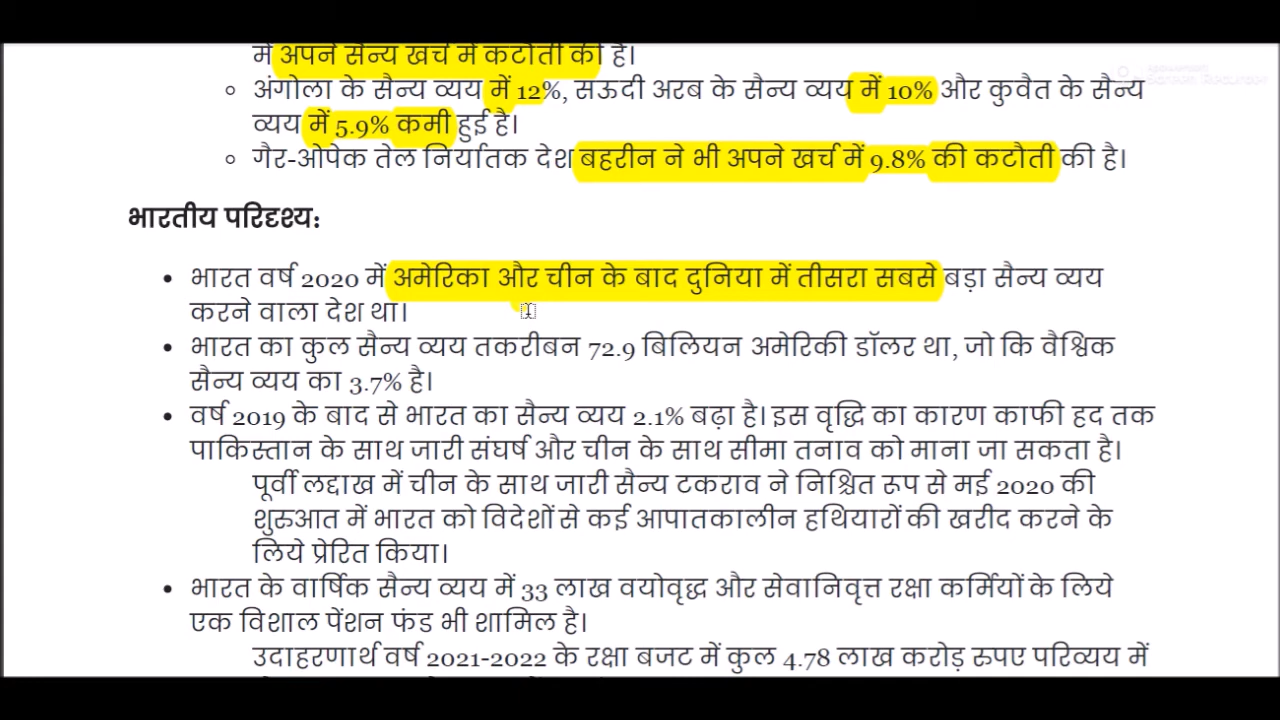 में अपने सैन्य खर्च में कटौती की है।
अंगोला के सैन्य व्यय में 12%, सऊदी अरब के सैन्य व्यय में 10% और कुवैत के सैन्य
व्यय में 5.9% कमी हुई है।
गैर-ओपेक तेल निर्यातक देश बहरीन ने भी अपने खर्च में 9.8% की कटौती की है।
भारतीय परिदृश्य:
भारत वर्ष 2020 में अमेरिका और चीन के बाद दुनिया में तीसरा सबसे बड़ा सैन्य व्यय
करने वाला देश था।
भारत का कुल सैन्य व्यय तकरीबन 72.9 बिलियन अमेरिकी डॉलर था, जो कि वैश्विक
सैन्य व्यय का 3.7% है।
वर्ष 2019 के बाद से भारत का सैन्य व्यय 2.1% बढ़ा है। इस वृद्धि का कारण काफी हद तक
पाकिस्तान के साथ जारी संघर्ष और चीन के साथ सीमा तनाव को माना जा सकता है।
पूर्वी लद्दाख में चीन के साथ जारी सैन्य टकराव ने निश्चित रूप से मई 2020 की
शुरुआत में भारत को विदेशों से कई आपातकालीन हथियारों की खरीद करने के
लिये प्रेरित किया।
भारत के वार्षिक सैन्य व्यय में 33 लाख वयोवृद्ध और सेवानिवृत्त रक्षा कर्मियों के लिये
एक विशाल पेंशन फंड भी शामिल है।
उदाहरणार्थ वर्ष 2021-2022 के रक्षा बजट में कुल 4.78 लाख करोड़ रुपए परिव्यय में